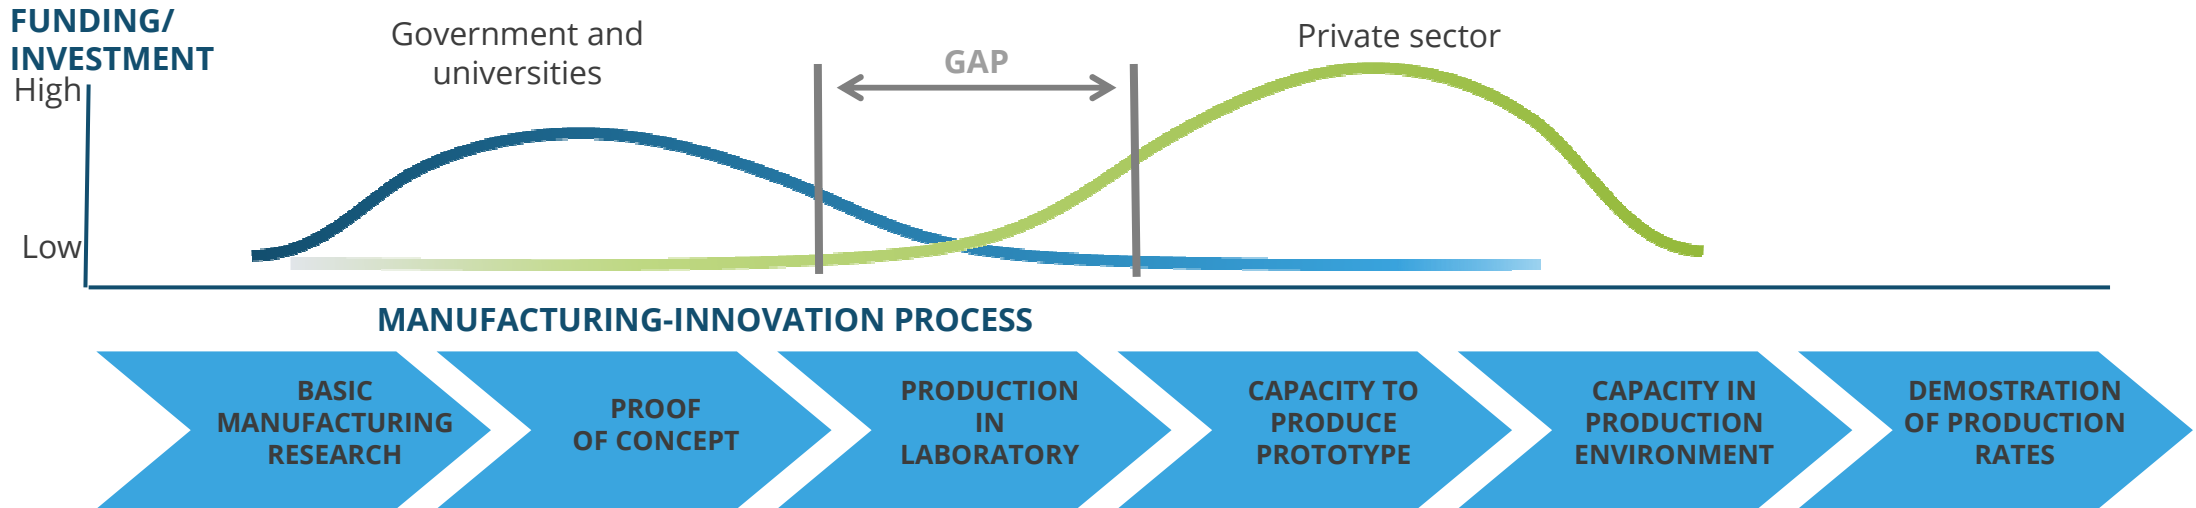 FUNDING/
INVESTMENT
High
Low
Government and
universities
GAP
Private sector
MANUFACTURING-INNOVATION PROCESS
BASIC
MANUFACTURING
RESEARCH
PROOF
OF CONCEPT
PRODUCTION
IN
LABORATORY
CAPACITY TO
PRODUCE
PROTOTYPE
CAPACITY IN
PRODUCTION
ENVIRONMENT
DEMOSTRATION
OF PRODUCTION
RATES